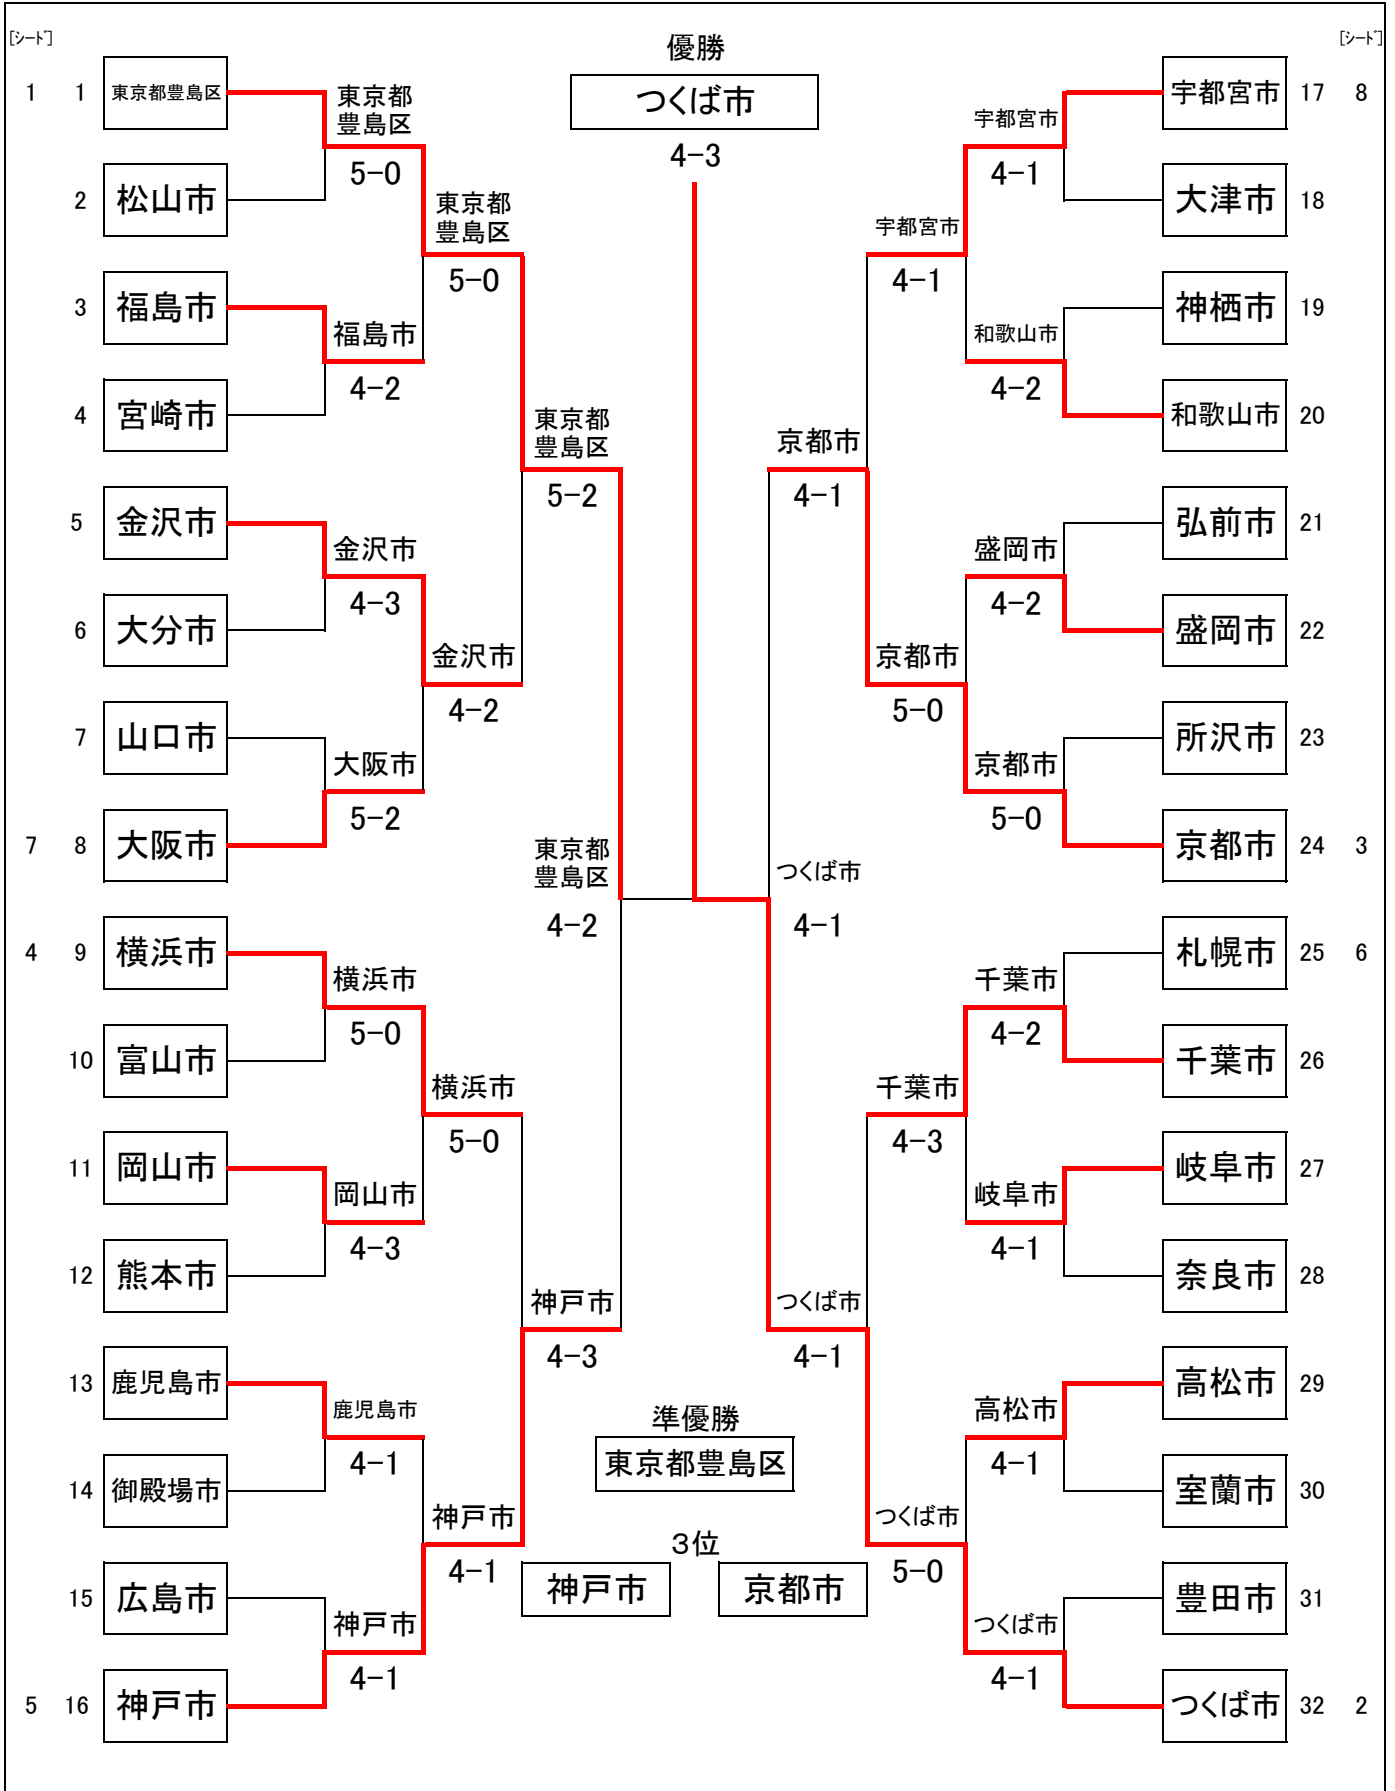 [シード]
[シード]
優勝
つくば市
4-3
1 1 東京都豊島区
東京都
豊島区
5-0
2 松山市
東京都
豊島区
5-0
3 福島市
福島市
4-2
4 宮崎市
東京都
豊島区
5-2
5 金沢市
金沢市
4-3
6 大分市
金沢市
4-2
7 山口市
大阪市
5-2
7 8 大阪市
東京都
豊島区
4-2
4 9 横浜市
横浜市
5-0
10 富山市
横浜市
5-0
11 岡山市
岡山市
4-3
12 熊本市
神戸市
4-3
13 鹿児島市
鹿児島市
4-1
14 御殿場市
神戸市
4-1
15 広島市
神戸市
4-1
5 16 神戸市
宇都宮市 17 8
宇都宮市
4-1
大津市 18
宇都宮市
4-1
神栖市 19
和歌山市
4-2
和歌山市 20
京都市
4-1
弘前市 21
盛岡市
4-2
盛岡市 22
京都市
5-0
所沢市 23
京都市
5-0
京都市 24 3
つくば市
4-1
札幌市 25 6
千葉市
4-2
千葉市 26
千葉市
4-3
岐阜市 27
岐阜市
4-1
奈良市 28
つくば市
4-1
高松市 29
高松市
4-1
室蘭市 30
つくば市
5-0
豊田市 31
つくば市
4-1
つくば市 32 2
準優勝
東京都豊島区
3位
神戸市
京都市